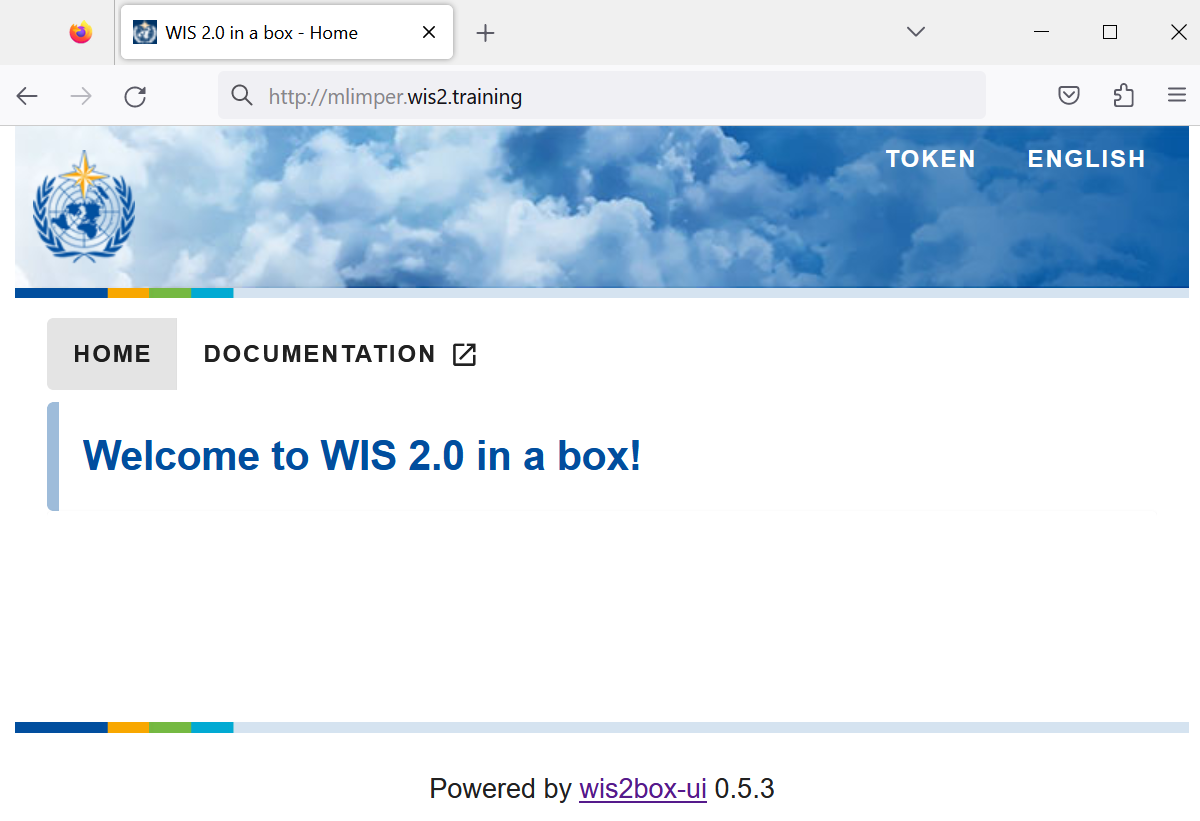 WIS 2.0 in a box - Home
http://mlimper.wis2.training
TOKEN ENGLISH
HOME DOCUMENTATION
Welcome to WIS 2.0 in a box!
Powered by wis2box-ui 0.5.3